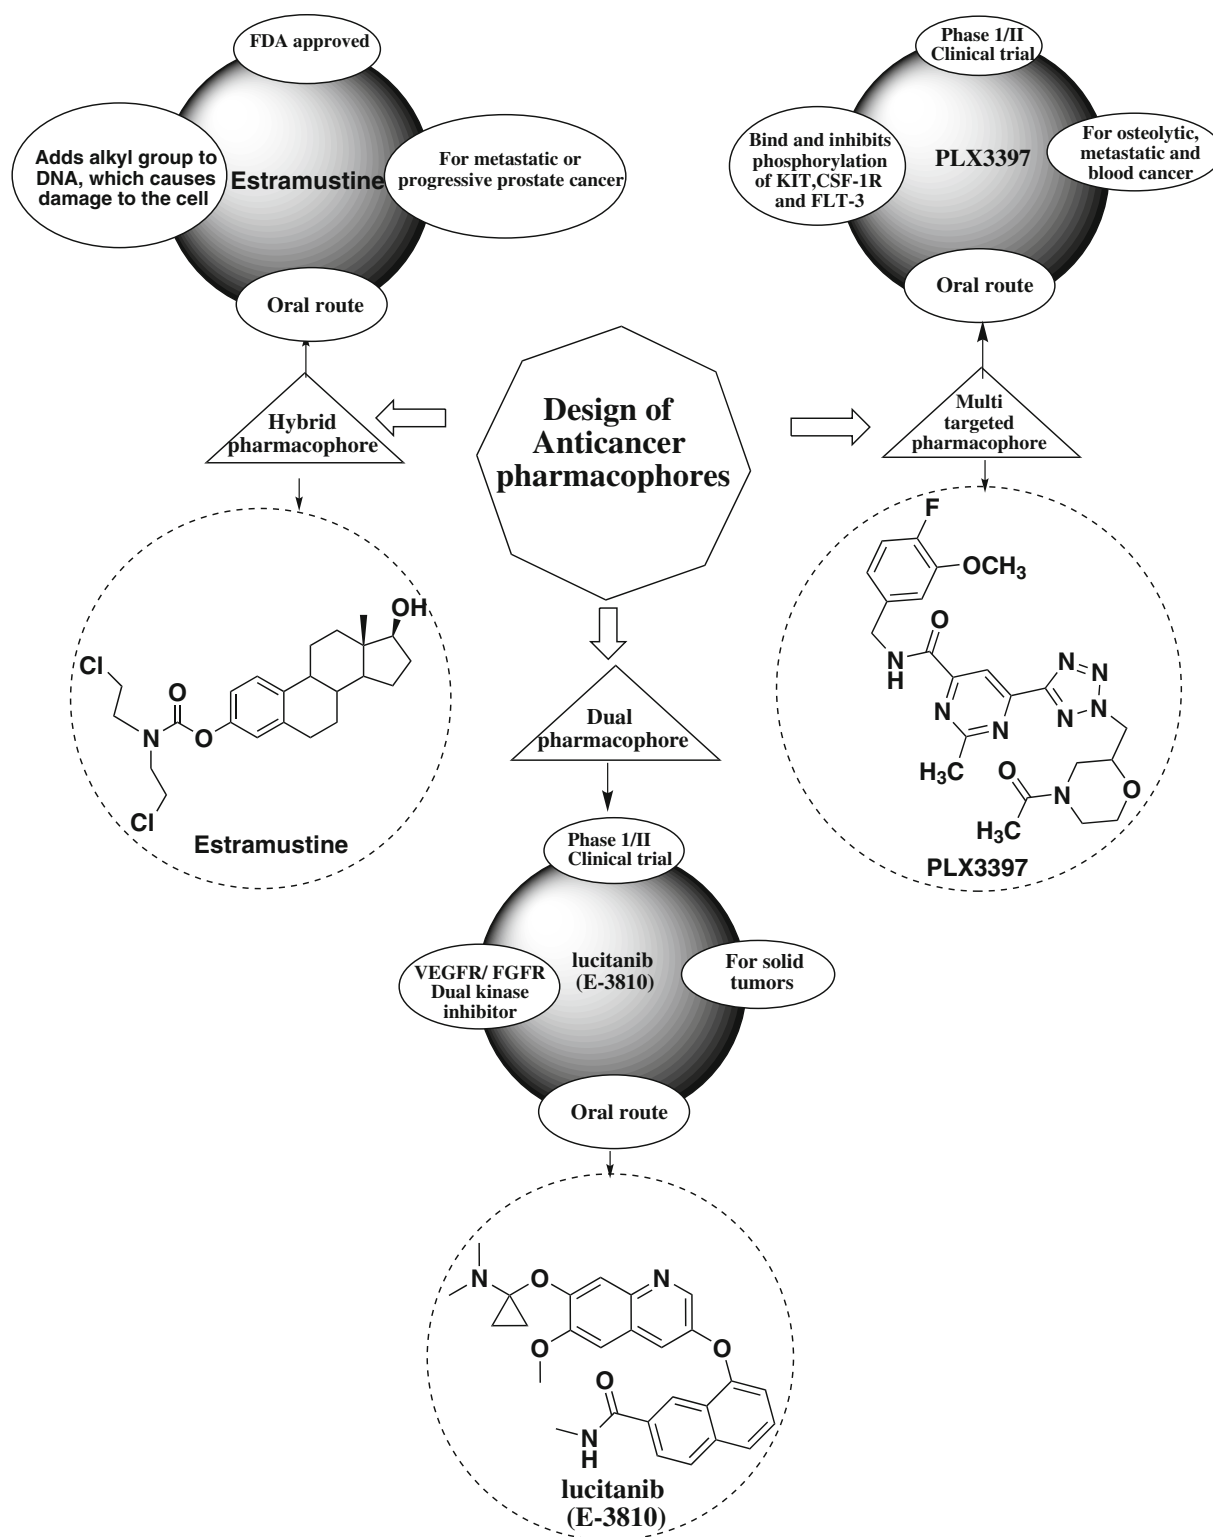 FDA approved
Adds alkyl group to
DNA, which causes
damage to the cell
Estramustine
For metastatic or
progressive prostate cancer
Oral route
Phase 1/II
Clinical trial
Bind and inhibits
phosphorylation
of KIT,CSF-1R
and FLT-3
PLX3397
For osteolytic,
metastatic and
blood cancer
Oral route
Hybrid
pharmacophore
Design of
Anticancer
pharmacophores
Multi
targeted
pharmacophore
OH
Cl
O
N
O
Cl
Estramustine
Dual
pharmacophore
F
OCH3
O
N
H
N
N
N
N
N
N
H3C
O
N
O
H3C
PLX3397
Phase 1/II
Clinical trial
VEGFR/ FGFR
Dual kinase
inhibitor
lucitanib
(E-3810)
For solid
tumors
Oral route
N
O
N
O
O
O
N
H
lucitanib
(E-3810)